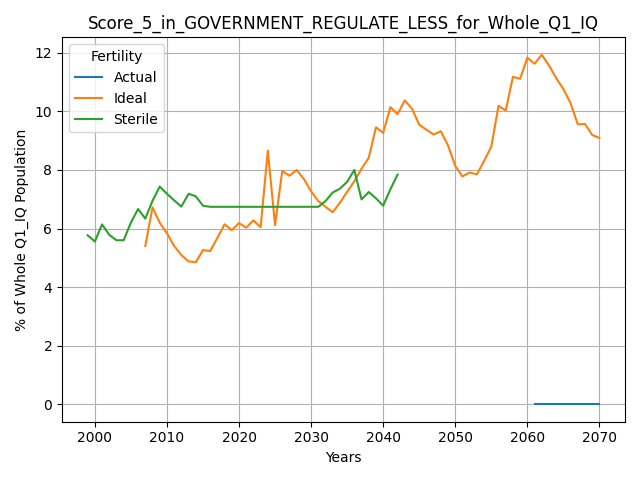 Score_5_in_GOVERNMENT_REGULATE_LESS_for_Whole_Q1_IQ
Fertility
Actual
Ideal
Sterile
% of Whole Q1_IQ Population
12
10
8
6
4
2
0
2000 2010 2020 2030 2040 2050 2060 2070
Years